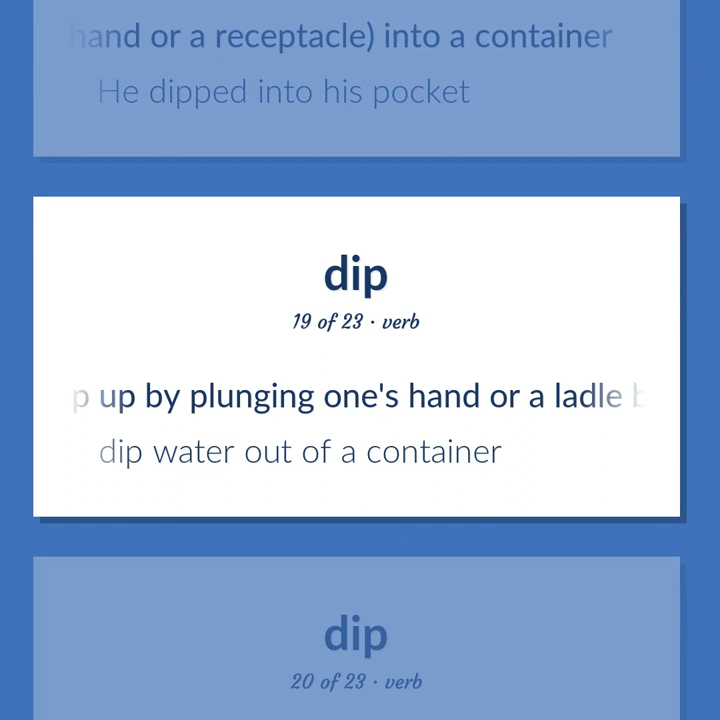 hand or a receptacle) into a container
He dipped into his pocket
dip
19 of 23 · verb
up by plunging one's hand or a ladle
dip water out of a container
dip
20 of 23 · verb